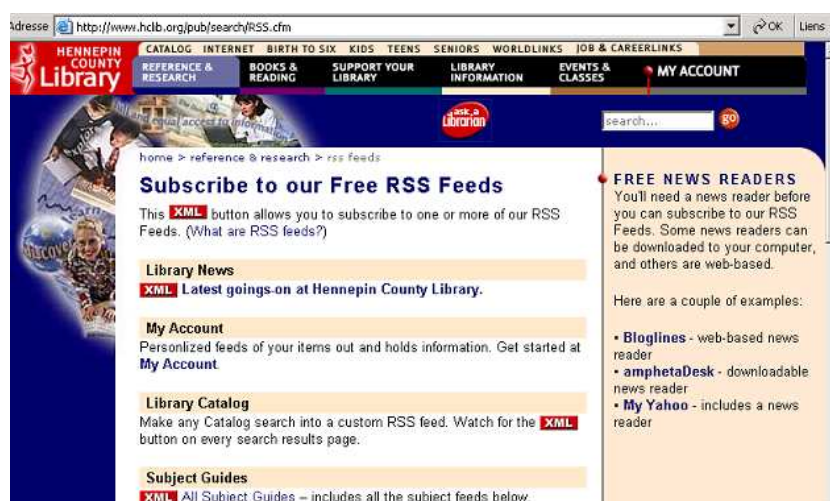 Adresse http://www.hclib.org/pub/search/RSS.cfm OK Liens
HENNEPIN COUNTY Library
CATALOG INTERNET BIRTH TO SIX KIDS TEENS SENIORS WORLDLINKS JOB & CAREERLINKS
REFERENCE & RESEARCH BOOKS & READING SUPPORT YOUR LIBRARY LIBRARY INFORMATION EVENTS & CLASSES MY ACCOUNT
full and equal access to information
ask a Librarian
search... go
Explore
Learn
Discover
home > reference & research > rss feeds
Subscribe to our Free RSS Feeds
This XML button allows you to subscribe to one or more of our RSS
Feeds. (What are RSS feeds?)
Library News
XML Latest goings-on at Hennepin County Library.
My Account
Personlized feeds of your items out and holds information. Get started at
My Account.
Library Catalog
Make any Catalog search into a custom RSS feed. Watch for the XML
button on every search results page.
Subject Guides
XML All Subject Guides – includes all the subject feeds below.
FREE NEWS READERS
You'll need a news reader before
you can subscribe to our RSS
Feeds. Some news readers can
be downloaded to your computer,
and others are web-based.
Here are a couple of examples:
• Bloglines - web-based news
reader
• amphetaDesk - downloadable
news reader
• My Yahoo - includes a news
reader